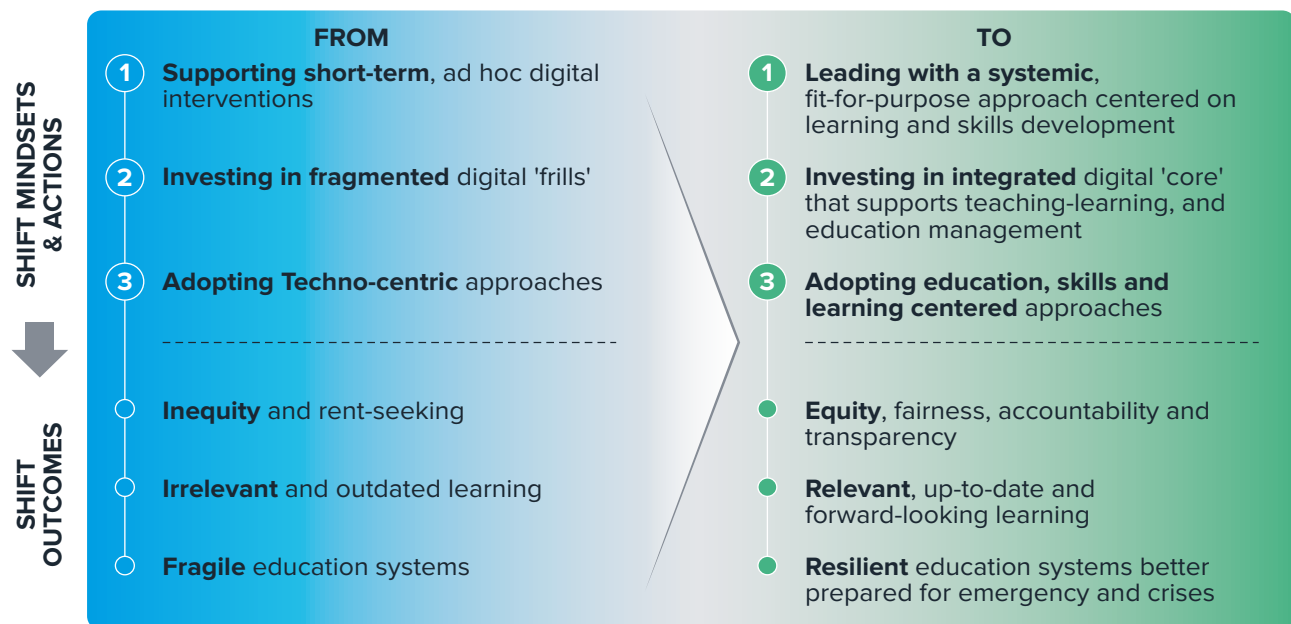 SHIFT MINDSETS
& ACTIONS
SHIFT
OUTCOMES
FROM
1 Supporting short-term, ad hoc digital
interventions
2 Investing in fragmented digital 'frills'
3 Adopting Techno-centric approaches
Inequity and rent-seeking
Irrelevant and outdated learning
Fragile education systems
TO
1 Leading with a systemic,
fit-for-purpose approach centered on
learning and skills development
2 Investing in integrated digital 'core'
that supports teaching-learning, and
education management
3 Adopting education, skills and
learning centered approaches
Equity, fairness, accountability and
transparency
Relevant, up-to-date and
forward-looking learning
Resilient education systems better
prepared for emergency and crises